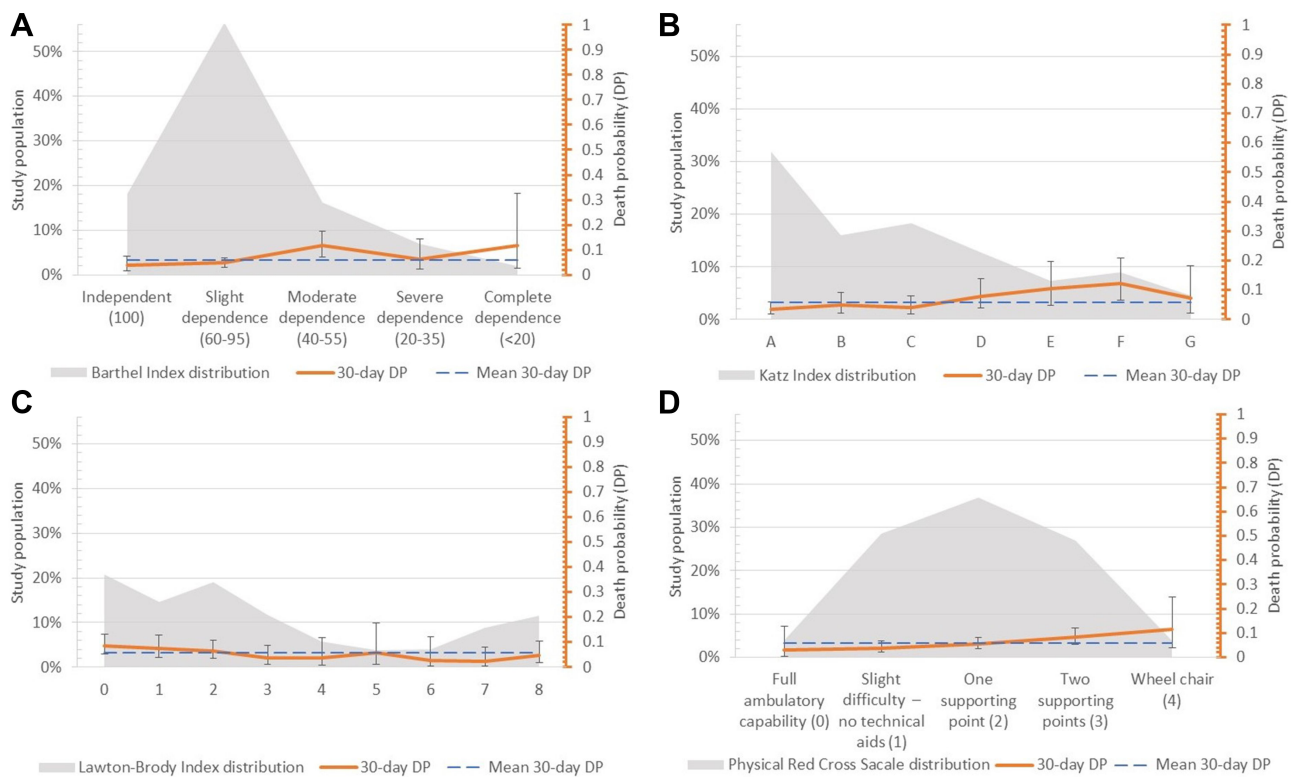 A
Study population
50%
40%
30%
20%
10%
0%
1
0.9
0.8
0.7
0.6
0.5
0.4
0.3
0.2
0.1
0
Death probability (DP)
Independent (100)
Slight dependence (60-95)
Moderate dependence (40-55)
Severe dependence (20-35)
Complete dependence (<20)
Barthel Index distribution
30-day DP
Mean 30-day DP
B
Study population
50%
40%
30%
20%
10%
0%
1
0.9
0.8
0.7
0.6
0.5
0.4
0.3
0.2
0.1
0
Death probability (DP)
A B C D E F G
Katz Index distribution
30-day DP
Mean 30-day DP
C
Study population
50%
40%
30%
20%
10%
0%
1
0.9
0.8
0.7
0.6
0.5
0.4
0.3
0.2
0.1
0
Death probability (DP)
0 1 2 3 4 5 6 7 8
Lawton-Brody Index distribution
30-day DP
Mean 30-day DP
D
Study population
50%
40%
30%
20%
10%
0%
1
0.9
0.8
0.7
0.6
0.5
0.4
0.3
0.2
0.1
0
Death probability (DP)
Full ambulatory capability (0)
Slight difficulty – no technical aids (1)
One supporting point (2)
Two supporting points (3)
Wheel chair (4)
Physical Red Cross Sacale distribution
30-day DP
Mean 30-day DP